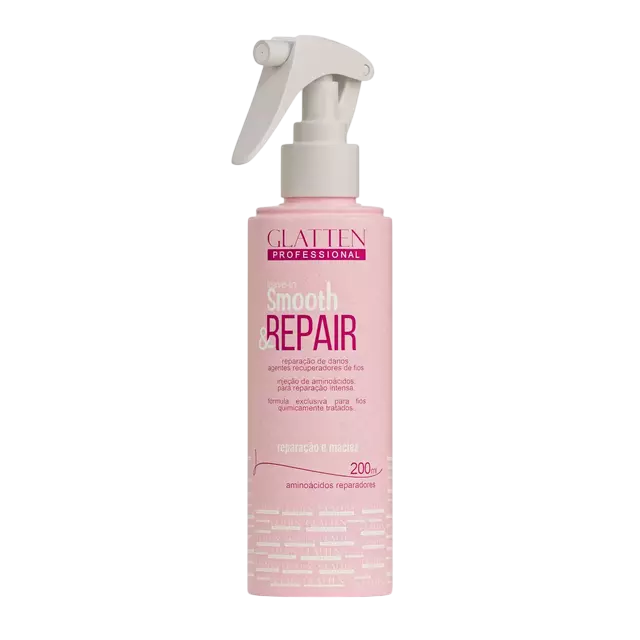 GLATTEN
PROFESSIONAL
Smooth
& REPAIR
reparação de danos,
agentes recuperadores de fios
injeção de aminoácidos,
para reparação intensa.
fórmula exclusiva para fios
quimicamente tratados.
reparação e maciez
200ml
aminoácidos reparadores